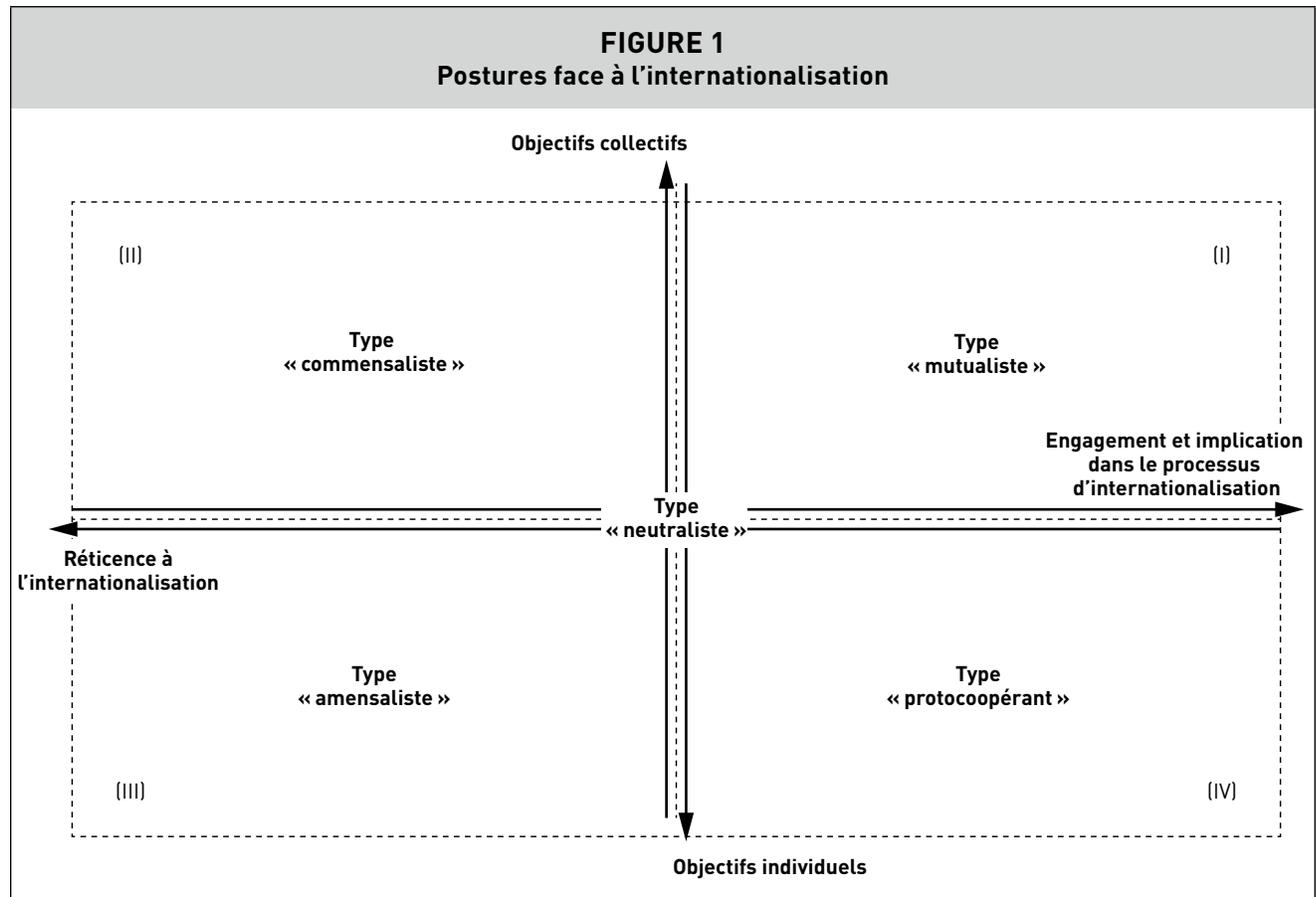 FIGURE 1
Postures face à l’internationalisation
Objectifs collectifs
(II)
(I)
Type
« commensaliste »
Type
« mutualiste »
Engagement et implication
dans le processus
d’internationalisation
Type
« neutraliste »
Réticence à
l’internationalisation
Type
« amensaliste »
Type
« protocoopérant »
(III)
(IV)
Objectifs individuels